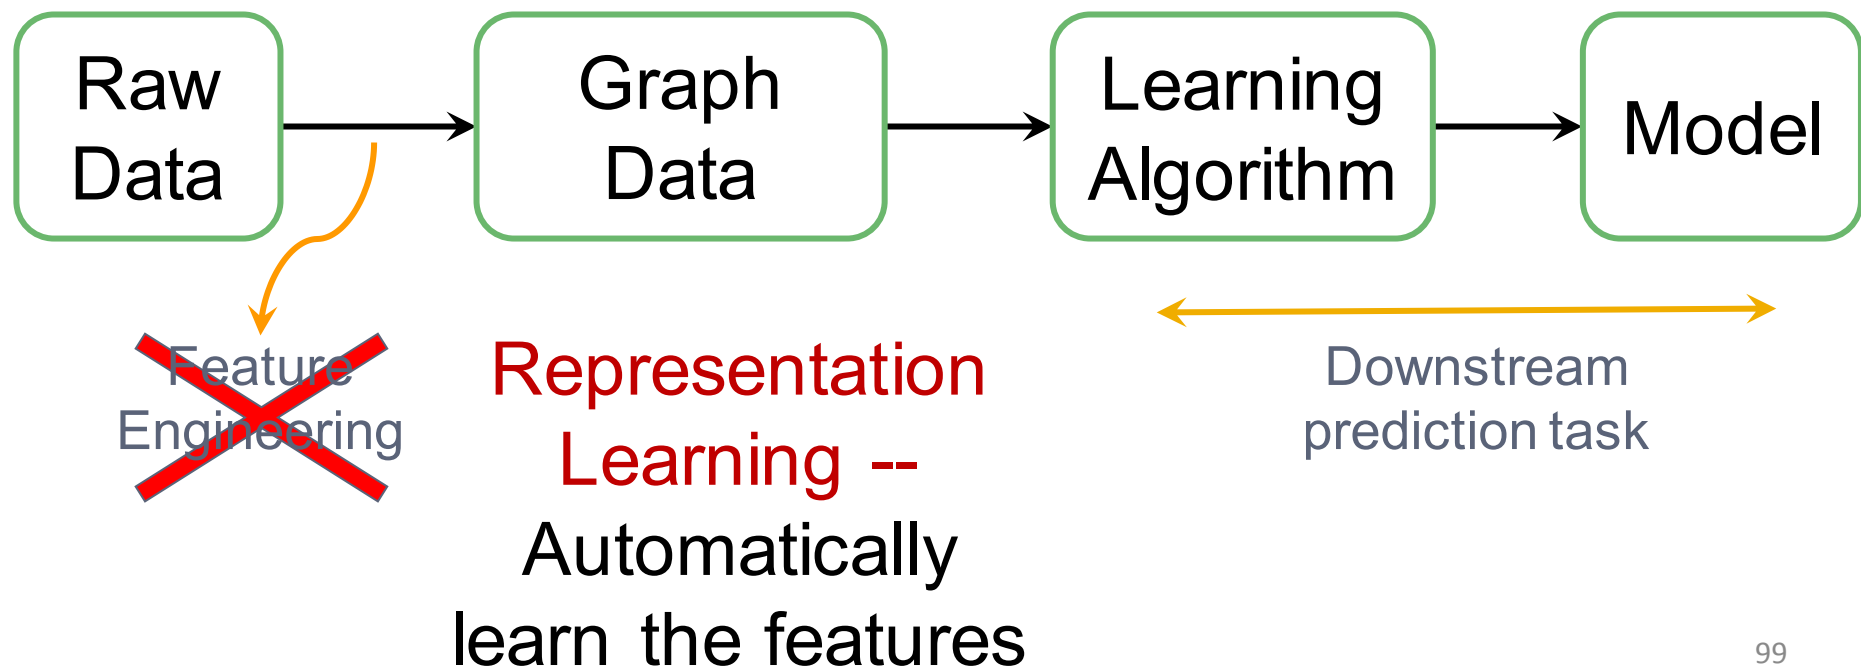 Raw
Data
Graph
Data
Learning
Algorithm
Model
Feature
Engineering
Representation
Learning --
Automatically
learn the features
Downstream
prediction task
99